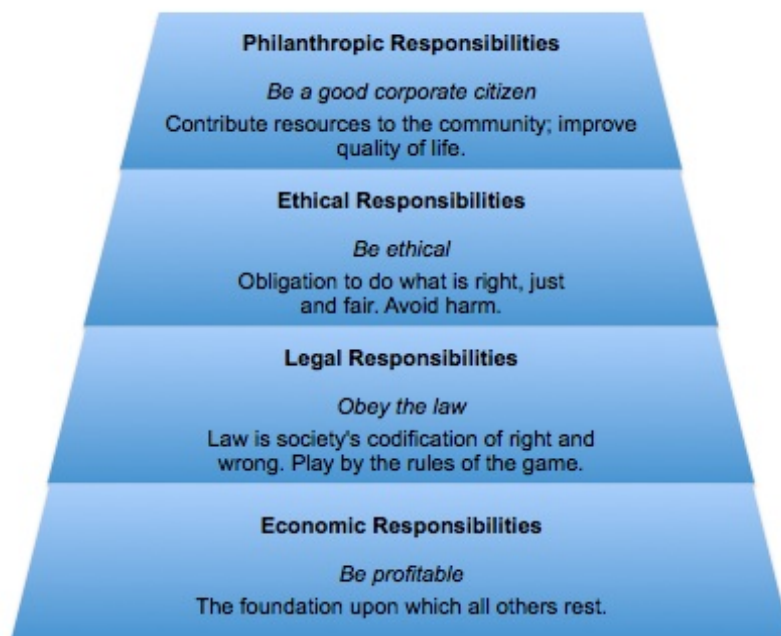 Philanthropic Responsibilities
Be a good corporate citizen
Contribute resources to the community; improve
quality of life.
Ethical Responsibilities
Be ethical
Obligation to do what is right, just
and fair. Avoid harm.
Legal Responsibilities
Obey the law
Law is society's codification of right and
wrong. Play by the rules of the game.
Economic Responsibilities
Be profitable
The foundation upon which all others rest.